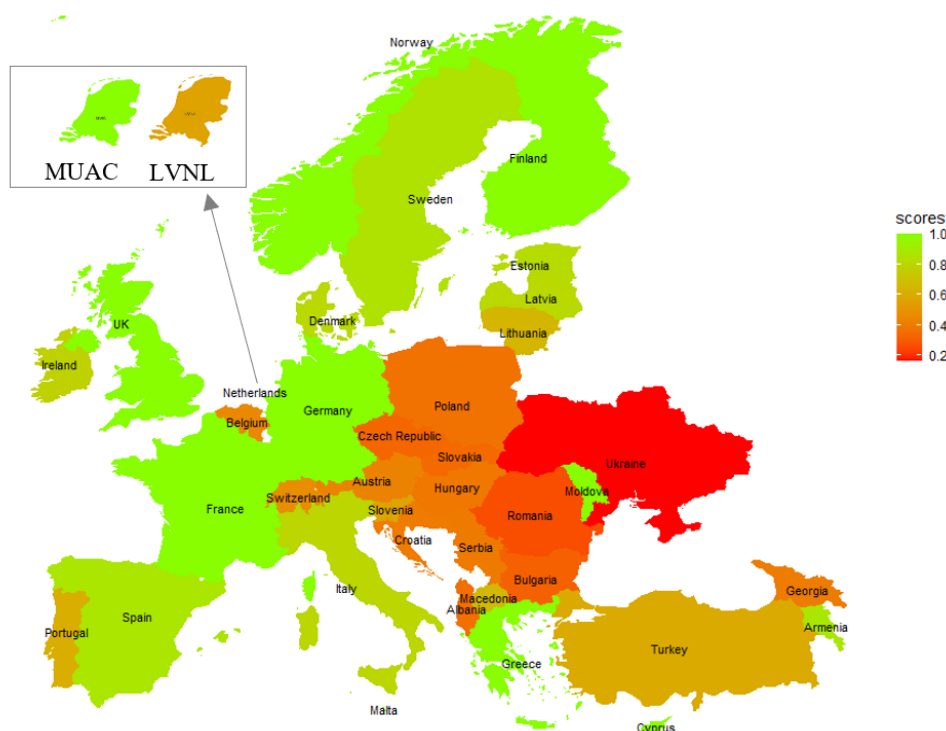 Norway
MUAC
LVNL
Finland
Sweden
scores
1.0
0.8
0.6
0.4
0.2
Estonia
Latvia
Lithuania
Denmark
UK
Ireland
Netherlands
Belgium
Germany
Poland
Czech Republic
Slovakia
Ukraine
Austria
Hungary
Moldova
Switzerland
France
Slovenia
Romania
Croatia
Serbia
Bulgaria
Italy
Macedonia
Albania
Georgia
Portugal
Spain
Armenia
Turkey
Greece
Malta
Cyprus